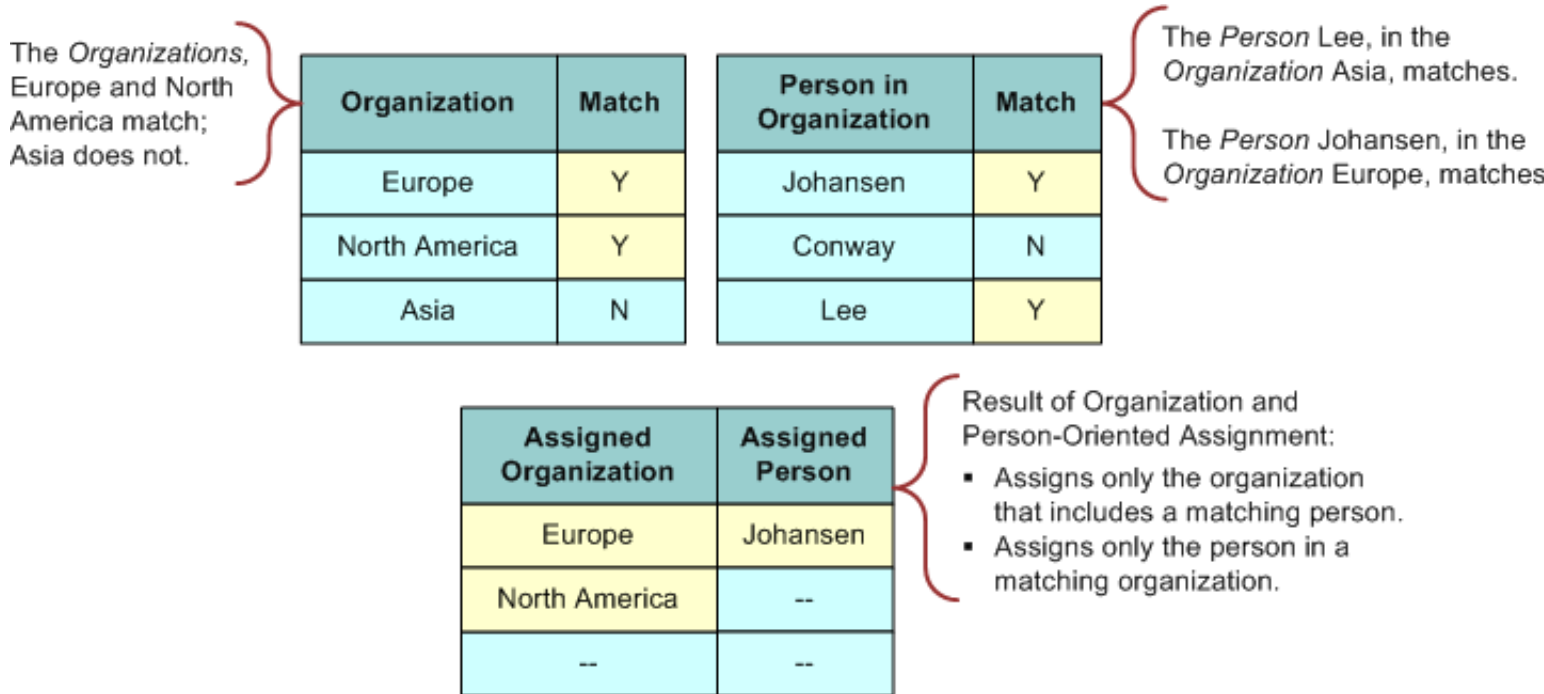 The Organizations,
Europe and North
America match;
Asia does not.
Organization Match
Europe Y
North America Y
Asia N
Person in
Organization Match
Johansen Y
Conway N
Lee Y
The Person Lee, in the
Organization Asia, matches.
The Person Johansen, in the
Organization Europe, matches
Assigned
Organization
Assigned
Person
Europe Johansen
North America --
-- --
Result of Organization and
Person-Oriented Assignment:
▪ Assigns only the organization
that includes a matching person.
▪ Assigns only the person in a
matching organization.